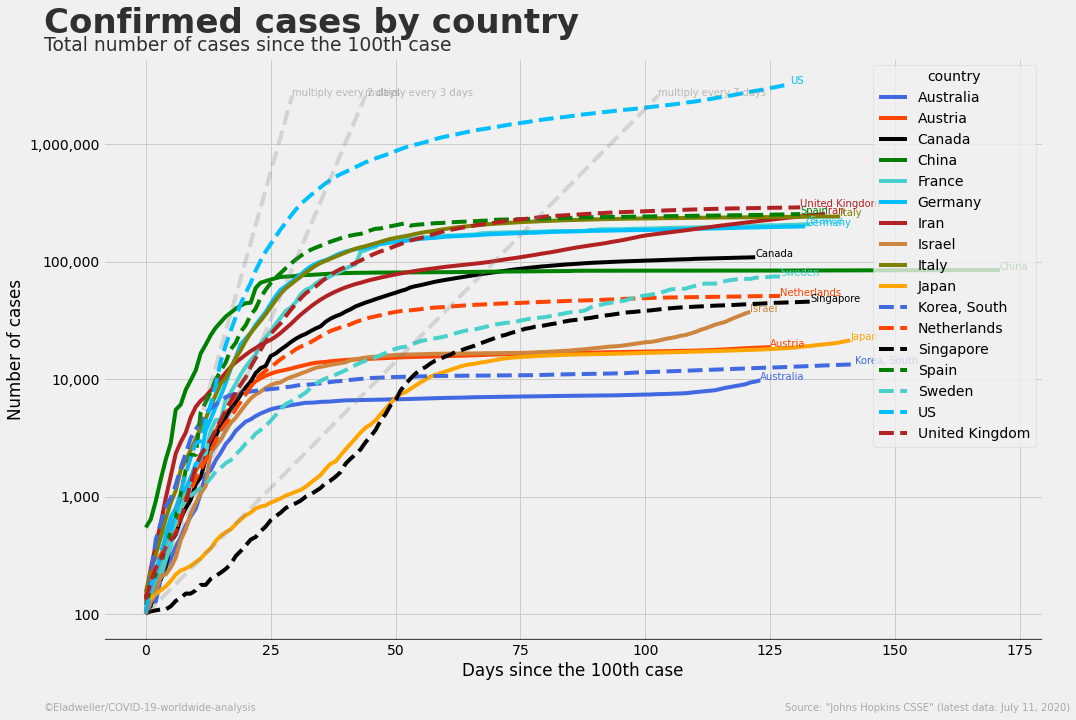 Confirmed cases by country
Total number of cases since the 100th case
multiply every 2 days
multiply every 3 days
multiply every 7 days
US
United Kingdom
Spain
Iran
Italy
Germany
Canada
China
Sweden
Netherlands
Singapore
Israel
Austria
Japan
Korea, South
Australia
country
Australia
Austria
Canada
China
France
Germany
Iran
Israel
Italy
Japan
Korea, South
Netherlands
Singapore
Spain
Sweden
US
United Kingdom
Number of cases
1,000,000
100,000
10,000
1,000
100
0 25 50 75 100 125 150 175
Days since the 100th case
©Eladweller/COVID-19-worldwide-analysis
Source: "Johns Hopkins CSSE" (latest data: July 11, 2020)